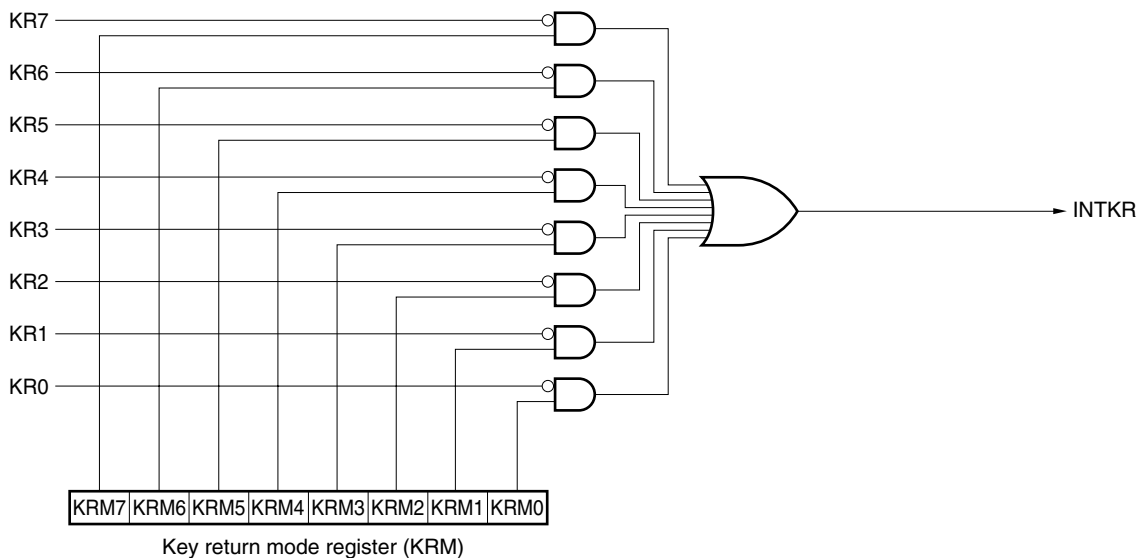 KR7
KR6
KR5
KR4
KR3
KR2
KR1
KR0
INTKR
KRM7 KRM6 KRM5 KRM4 KRM3 KRM2 KRM1 KRM0
Key return mode register (KRM)